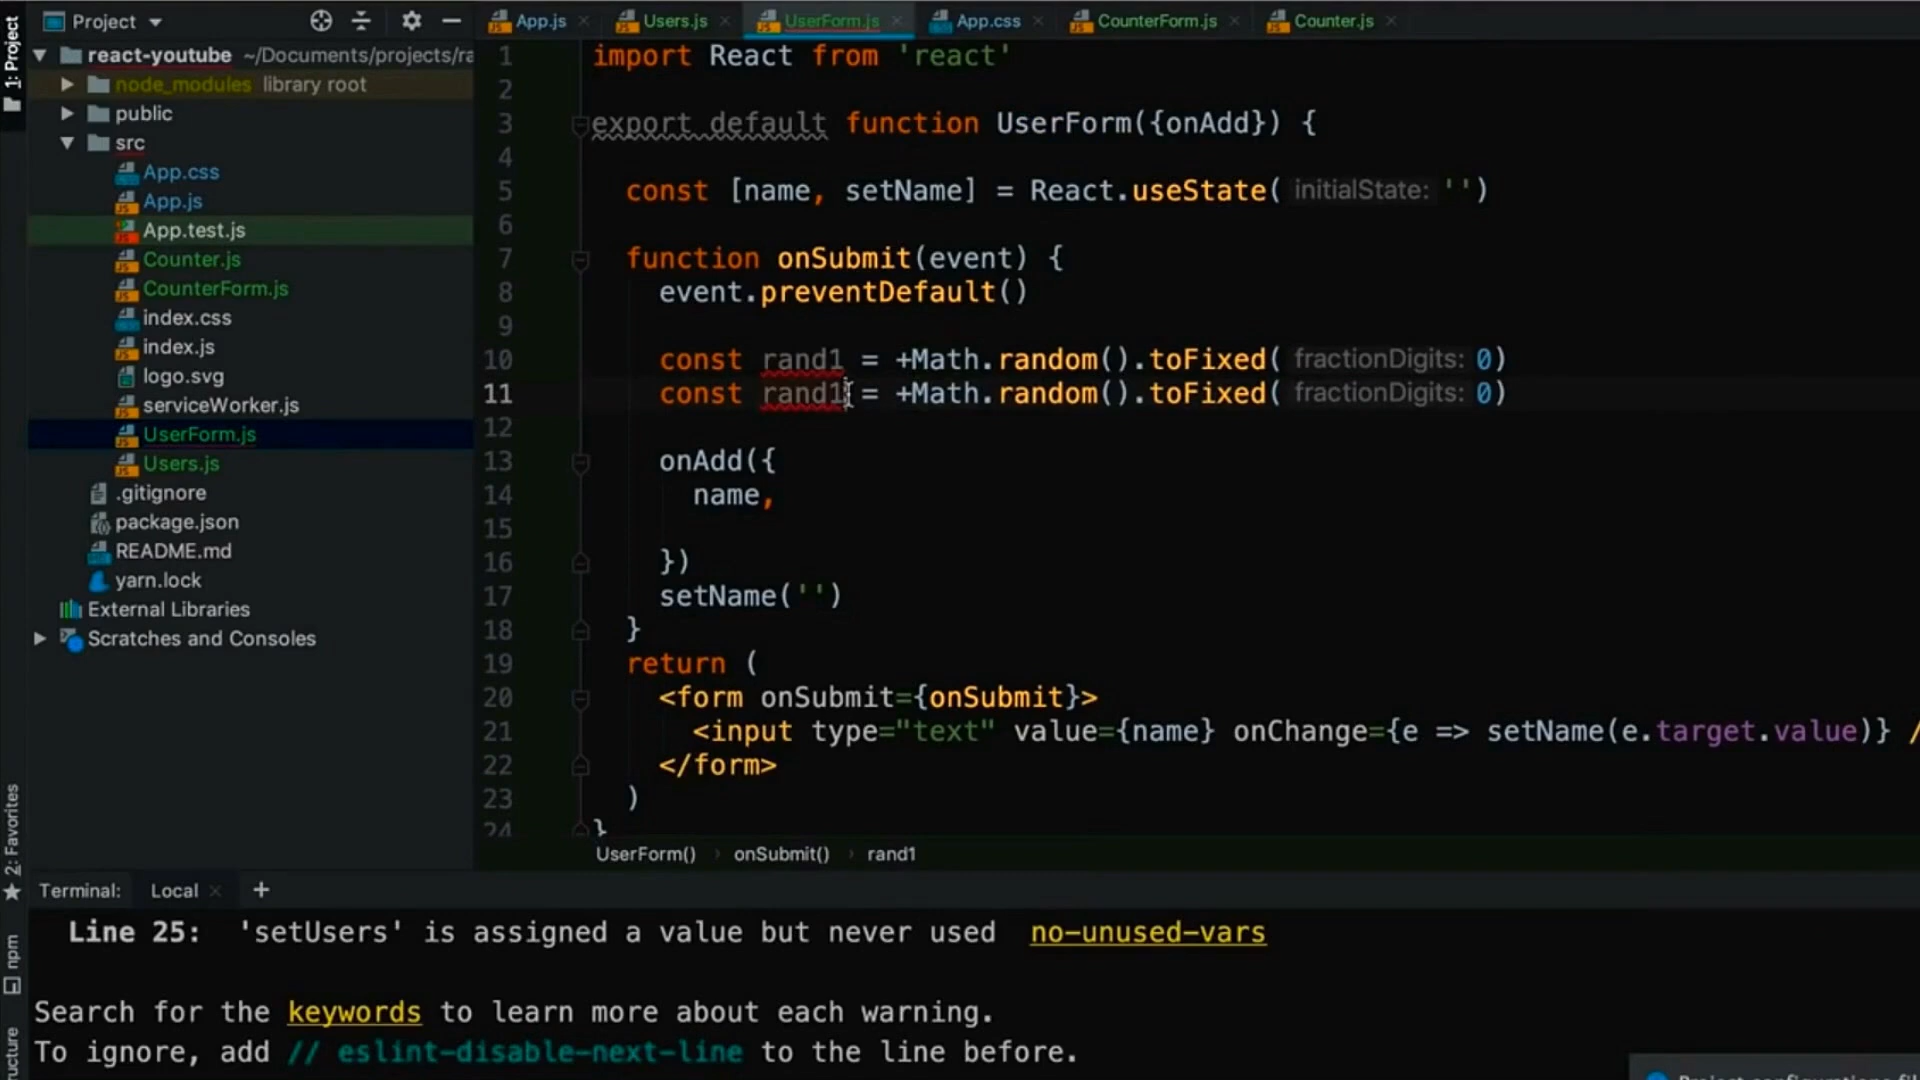 Project
App.js
Users.js
UserForm.js
App.css
CounterForm.js
Counter.js
1: Project
react-youtube ~/Documents/projects/ra
node_modules library root
public
src
App.css
App.js
App.test.js
Counter.js
CounterForm.js
index.css
index.js
logo.svg
serviceWorker.js
UserForm.js
Users.js
.gitignore
package.json
README.md
yarn.lock
External Libraries
Scratches and Consoles
1 import React from 'react'
2
3 export default function UserForm({onAdd}) {
4
5 const [name, setName] = React.useState( initialState: '')
6
7 function onSubmit(event) {
8 event.preventDefault()
9
10 const rand1 = +Math.random().toFixed( fractionDigits: 0)
11 const rand1 = +Math.random().toFixed( fractionDigits: 0)
12
13 onAdd({
14 name,
15
16 })
17 setName('')
18 }
19 return (
20 <form onSubmit={onSubmit}>
21 <input type="text" value={name} onChange={e => setName(e.target.value)} /
22 </form>
23 )
24 }
UserForm() › onSubmit() › rand1
2: Favorites
npm
ructure
Terminal: Local +
Line 25: 'setUsers' is assigned a value but never used no-unused-vars
Search for the keywords to learn more about each warning.
To ignore, add // eslint-disable-next-line to the line before.